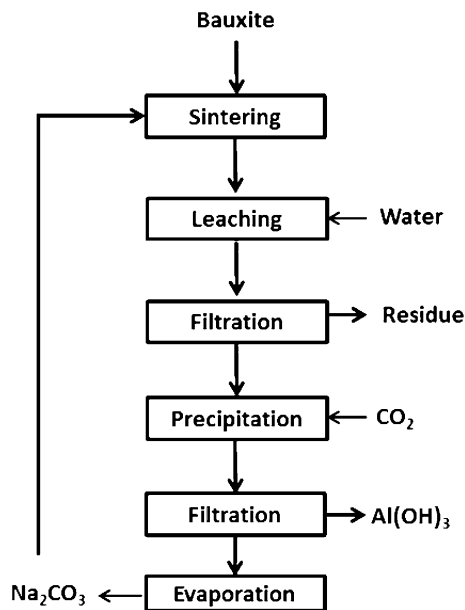 Bauxite
Sintering
Leaching
Water
Filtration
Residue
Precipitation
CO₂
Filtration
Al(OH)₃
Na₂CO₃
Evaporation